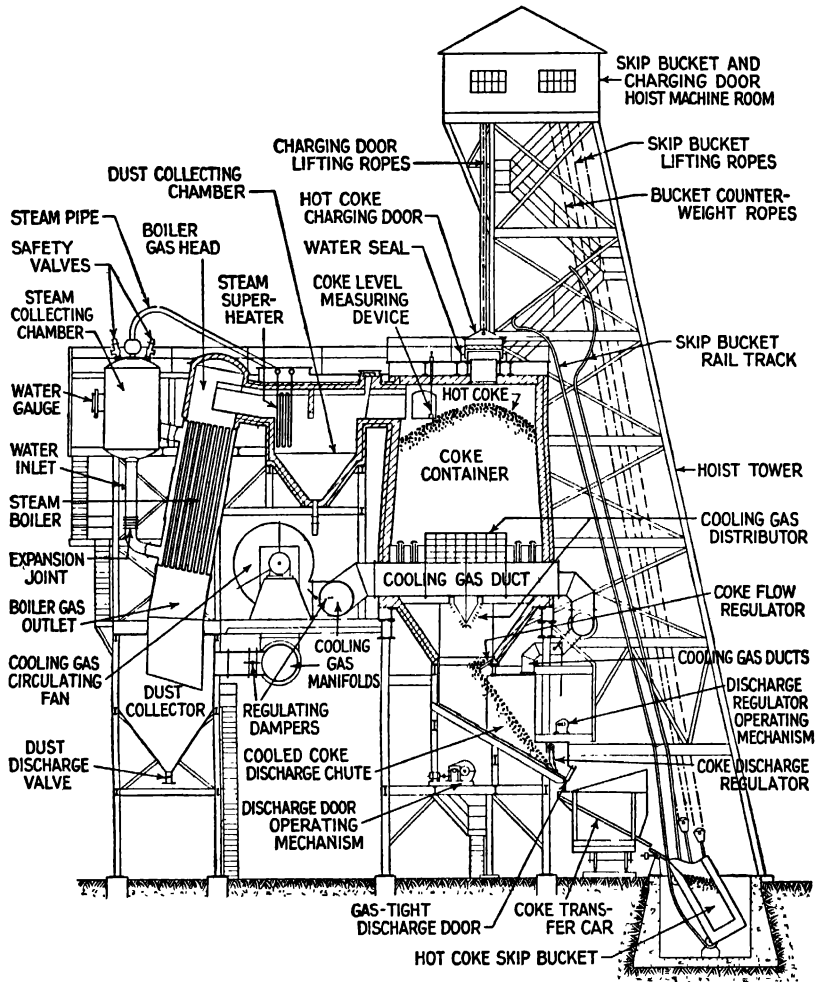 SKIP BUCKET AND
CHARGING DOOR
HOIST MACHINE ROOM
CHARGING DOOR
LIFTING ROPES
SKIP BUCKET
LIFTING ROPES
DUST COLLECTING
CHAMBER
HOT COKE
CHARGING DOOR
BUCKET COUNTER-
WEIGHT ROPES
STEAM PIPE
BOILER
GAS HEAD
WATER SEAL
SAFETY
VALVES
STEAM
SUPER-
HEATER
COKE LEVEL
MEASURING
DEVICE
STEAM
COLLECTING
CHAMBER
SKIP BUCKET
RAIL TRACK
WATER
GAUGE
HOT COKE
COKE
CONTAINER
WATER
INLET
HOIST TOWER
STEAM
BOILER
COOLING GAS
DISTRIBUTOR
EXPANSION
JOINT
COOLING GAS DUCT
COKE FLOW
REGULATOR
BOILER GAS
OUTLET
COOLING GAS
CIRCULATING
FAN
COOLING
GAS
MANIFOLDS
COOLING GAS DUCTS
DUST
COLLECTOR
REGULATING
DAMPERS
DISCHARGE
REGULATOR
OPERATING
MECHANISM
DUST
DISCHARGE
VALVE
COOLED COKE
DISCHARGE CHUTE
COKE DISCHARGE
REGULATOR
DISCHARGE DOOR
OPERATING
MECHANISM
GAS-TIGHT
DISCHARGE DOOR
COKE TRANS-
FER CAR
HOT COKE SKIP BUCKET